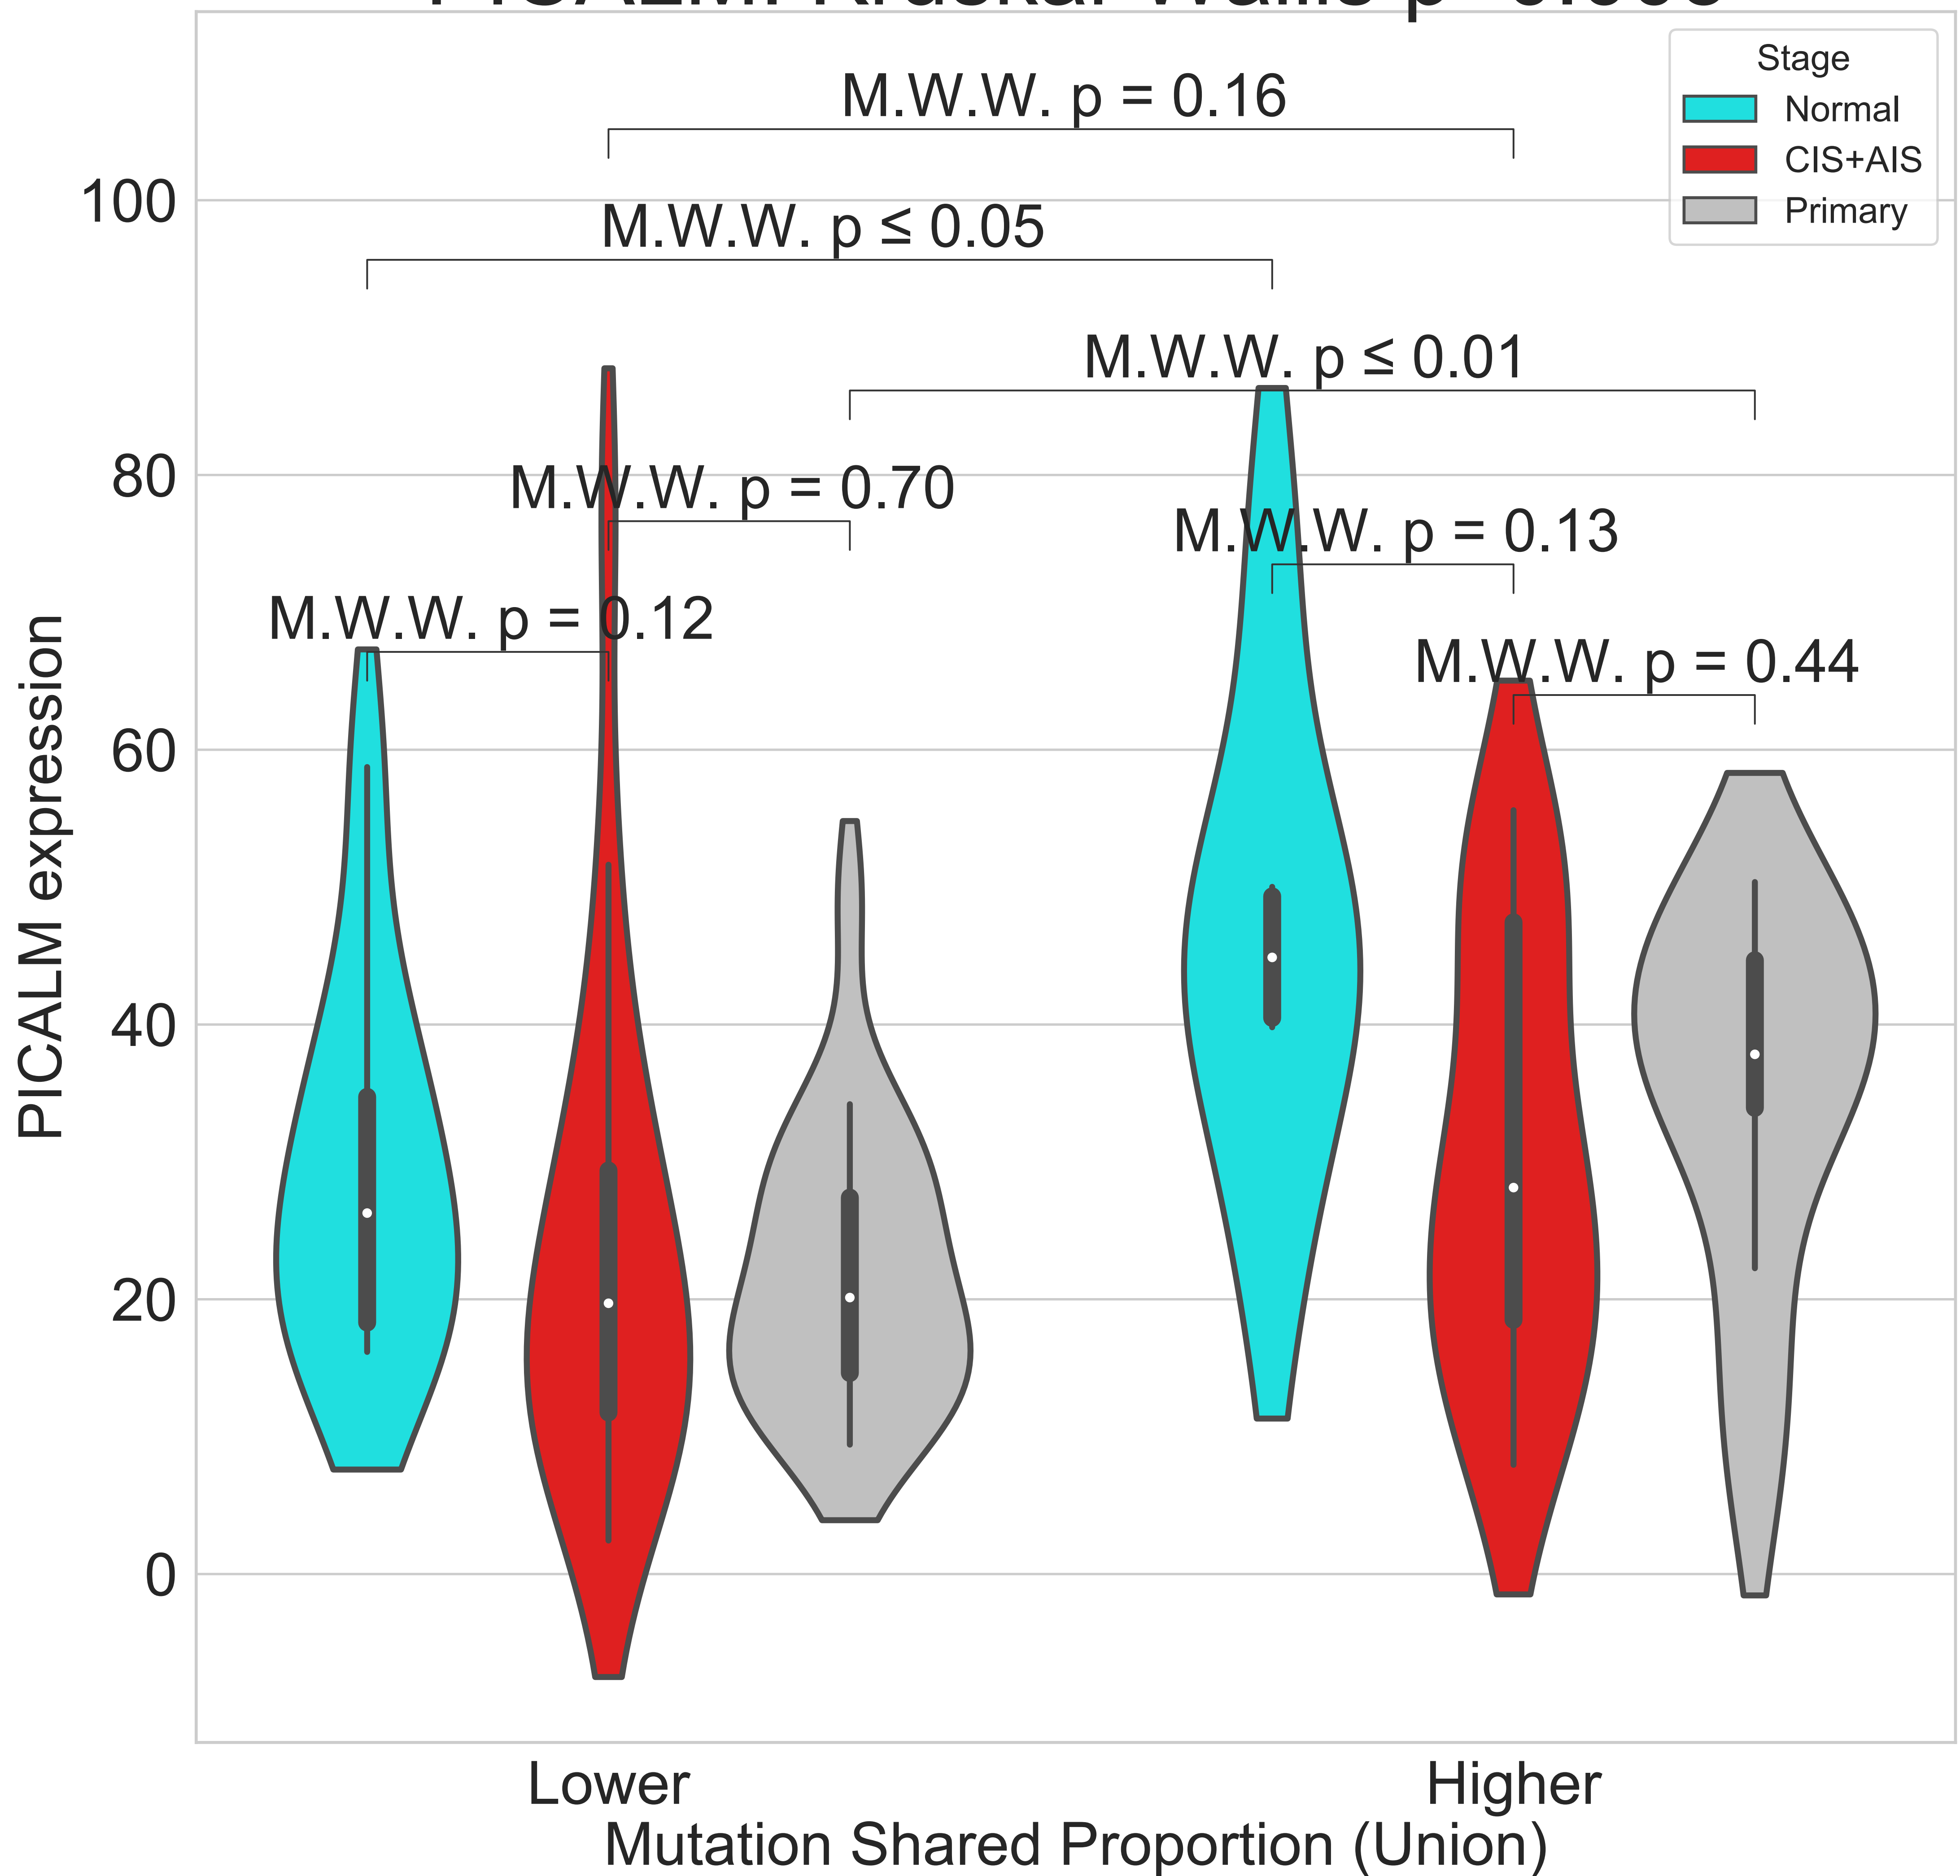 Stage
Normal
CIS+AIS
Primary
M.W.W. p = 0.16
M.W.W. p ≤ 0.05
M.W.W. p ≤ 0.01
M.W.W. p = 0.70
M.W.W. p = 0.13
M.W.W. p = 0.12
M.W.W. p = 0.44
100
80
60
40
20
0
PICALM expression
Lower
Higher
Mutation Shared Proportion (Union)